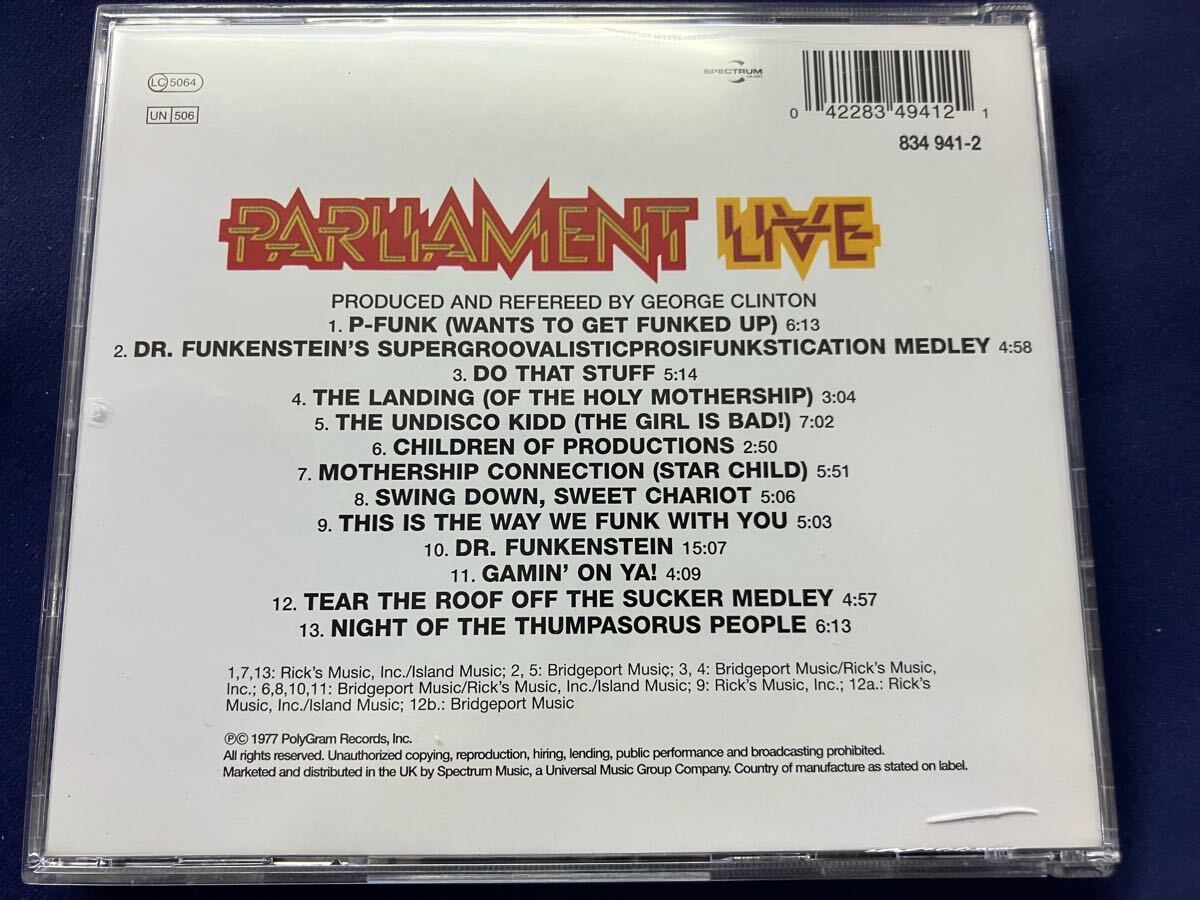 LC 5064
UN 506
SPECTRUM
MUSIC
0 42283 49412 1
834 941-2
PARLIAMENT LIVE
PRODUCED AND REFEREED BY GEORGE CLINTON
1. P-FUNK (WANTS TO GET FUNKED UP) 6:13
2. DR. FUNKENSTEIN'S SUPERGROOVALISTICPROSIFUNKSTICATION MEDLEY 4:58
3. DO THAT STUFF 5:14
4. THE LANDING (OF THE HOLY MOTHERSHIP) 3:04
5. THE UNDISCO KIDD (THE GIRL IS BAD!) 7:02
6. CHILDREN OF PRODUCTIONS 2:50
7. MOTHERSHIP CONNECTION (STAR CHILD) 5:51
8. SWING DOWN, SWEET CHARIOT 5:06
9. THIS IS THE WAY WE FUNK WITH YOU 5:03
10. DR. FUNKENSTEIN 15:07
11. GAMIN' ON YA! 4:09
12. TEAR THE ROOF OFF THE SUCKER MEDLEY 4:57
13. NIGHT OF THE THUMPASORUS PEOPLE 6:13
1,7,13: Rick's Music, Inc./Island Music; 2, 5: Bridgeport Music; 3, 4: Bridgeport Music/Rick's Music,
Inc.; 6,8,10,11: Bridgeport Music/Rick's Music, Inc./Island Music; 9: Rick's Music, Inc.; 12a.: Rick's
Music, Inc./Island Music; 12b.: Bridgeport Music
℗© 1977 PolyGram Records, Inc.
All rights reserved. Unauthorized copying, reproduction, hiring, lending, public performance and broadcasting prohibited.
Marketed and distributed in the UK by Spectrum Music, a Universal Music Group Company. Country of manufacture as stated on label.